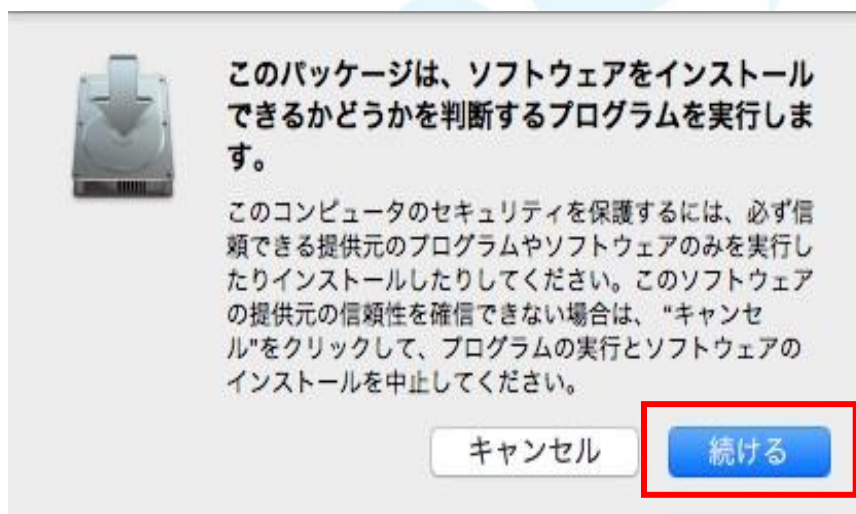 このパッケージは、ソフトウェアをインストール
できるかどうかを判断するプログラムを実行しま
す。
このコンピュータのセキュリティを保護するには、必ず信
頼できる提供元のプログラムやソフトウェアのみを実行し
たりインストールしたりしてください。このソフトウェア
の提供元の信頼性を確信できない場合は、 "キャンセ
ル"をクリックして、プログラムの実行とソフトウェアの
インストールを中止してください。
キャンセル 続ける